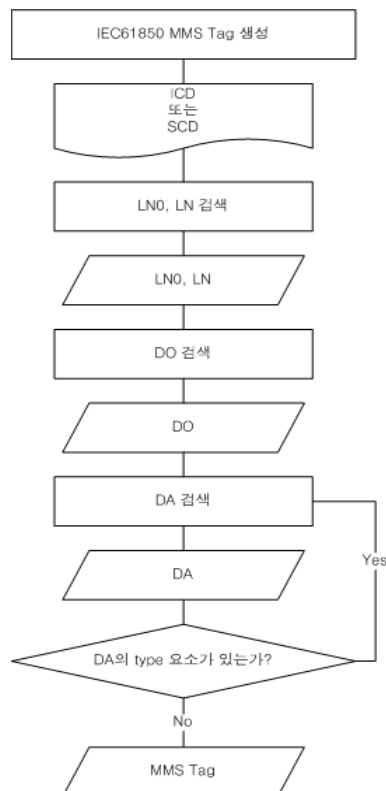 IEC61850 MMS Tag 생성
ICD
또는
SCD
LN0, LN 검색
LN0, LN
DO 검색
DO
DA 검색
DA
Yes
DA의 type 요소가 있는가?
No
MMS Tag